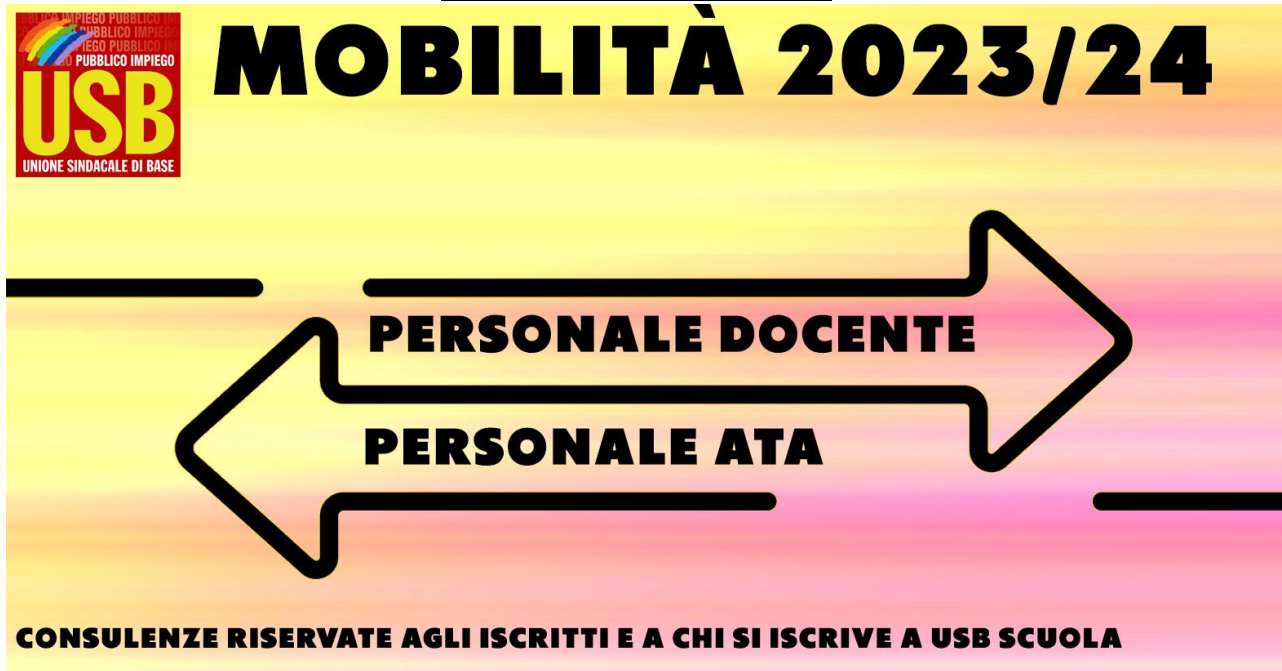 MOBILITÀ 2023/24
PUBBLICO IMPIEGO
USB
UNIONE SINDACALE DI BASE
PERSONALE DOCENTE
PERSONALE ATA
CONSULENZE RISERVATE AGLI ISCRITTI E A CHI SI ISCRIVE A USB SCUOLA